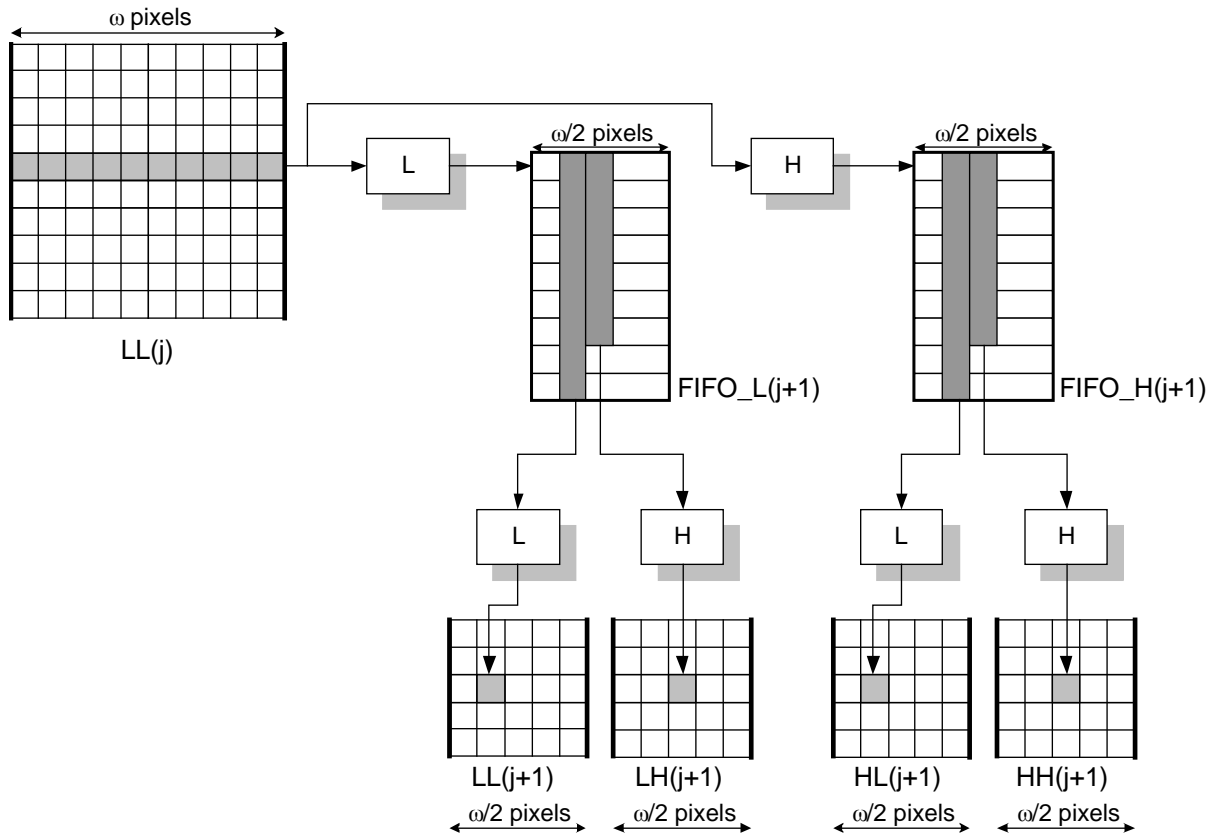 ω pixels
LL(j)
L
ω/2 pixels
FIFO_L(j+1)
H
ω/2 pixels
FIFO_H(j+1)
L
H
L
H
LL(j+1)
LH(j+1)
HL(j+1)
HH(j+1)
ω/2 pixels
ω/2 pixels
ω/2 pixels
ω/2 pixels